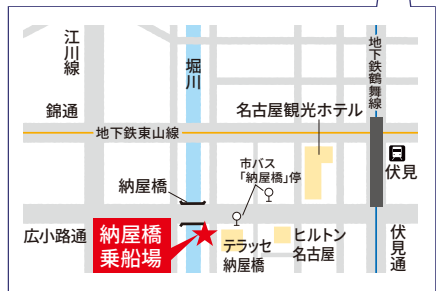 江川線
堀川
地下鉄鶴舞線
錦通
名古屋観光ホテル
地下鉄東山線
市バス
「納屋橋」停
伏見
納屋橋
広小路通
納屋橋
乗船場
テラッセ
納屋橋
ヒルトン
名古屋
伏見通